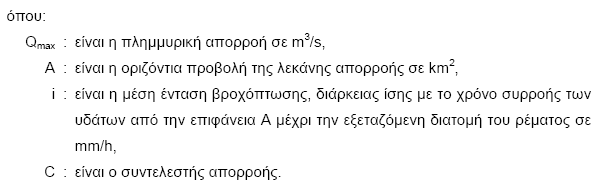 όπου:
Qmax : είναι η πλημμυρική απορροή σε m³/s,
A : είναι η οριζόντια προβολή της λεκάνης απορροής σε km²,
i : είναι η μέση ένταση βροχόπτωσης, διάρκειας ίσης με το χρόνο συρροής των
υδάτων από την επιφάνεια Α μέχρι την εξεταζόμενη διατομή του ρέματος σε
mm/h,
C : είναι ο συντελεστής απορροής.